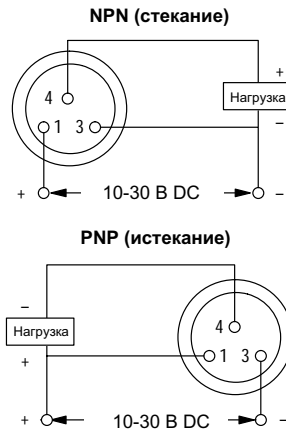 NPN (стекание)
+
4
Нагрузка
1 3
–
+ 10-30 В DC –
PNP (истекание)
–
4
Нагрузка
1 3
+
+ 10-30 В DC –